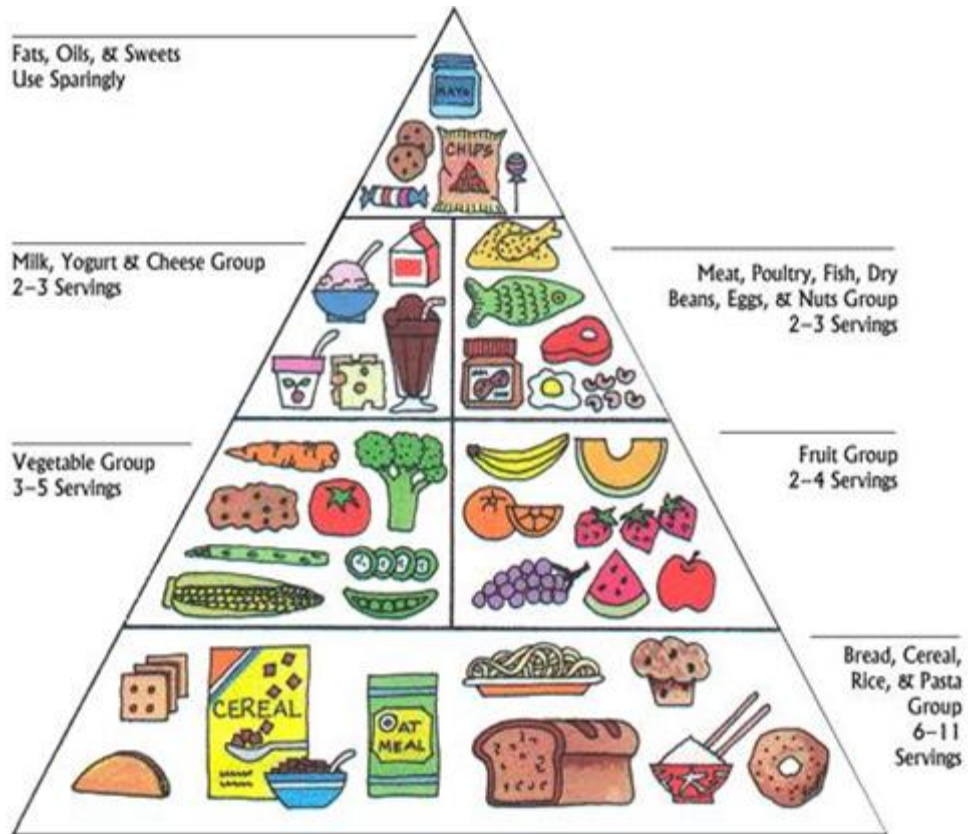 Fats, Oils, & Sweets
Use Sparingly
MAYO
CHIPS
Milk, Yogurt & Cheese Group
2–3 Servings
Meat, Poultry, Fish, Dry
Beans, Eggs, & Nuts Group
2–3 Servings
Vegetable Group
3–5 Servings
Fruit Group
2–4 Servings
Bread, Cereal,
Rice, & Pasta
Group
6–11
Servings
CEREAL
OAT
MEAL